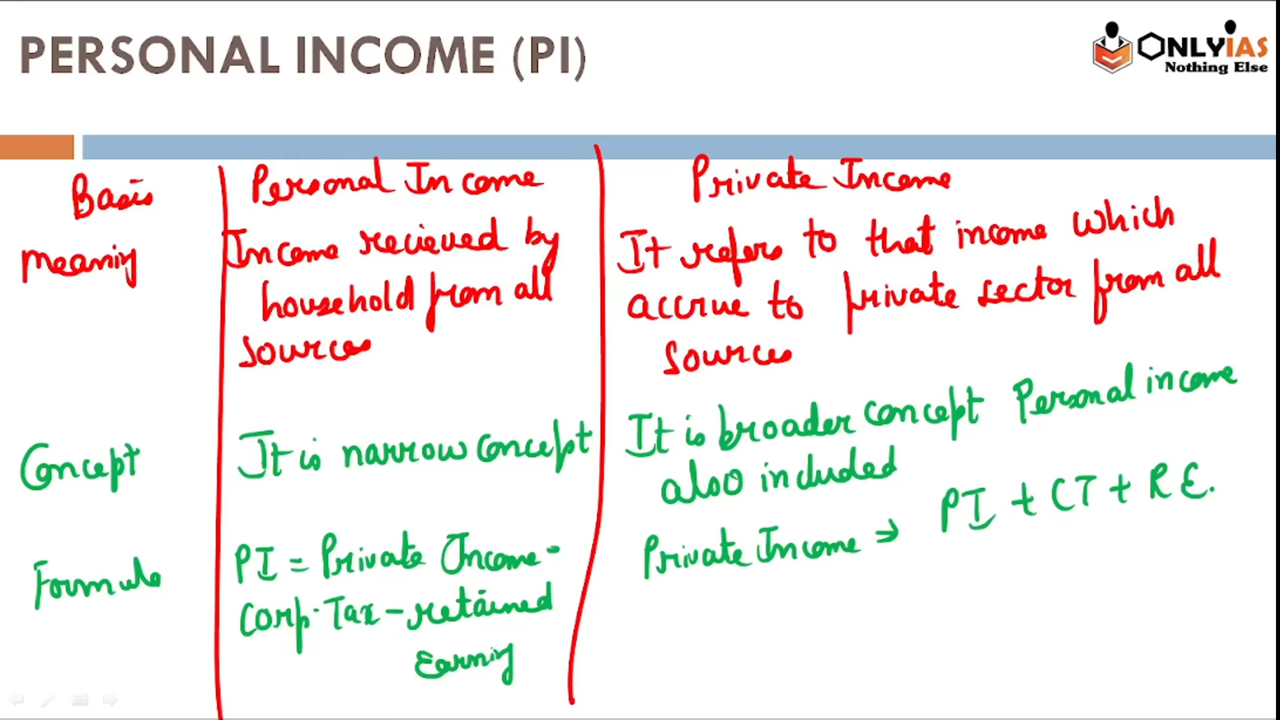 PERSONAL INCOME (PI)
ONLYIAS
Nothing Else
Basis
Personal Income
Private Income
Meaning
Income recieved by
household from all
sources
It refers to that income which
accrue to private sector from all
sources
Concept
It is narrow concept
It is broader concept Personal income
also included
Formula
PI = Private Income -
Corp. Tax - retained
Earning
Private Income ⇒ PI + CT + R E.